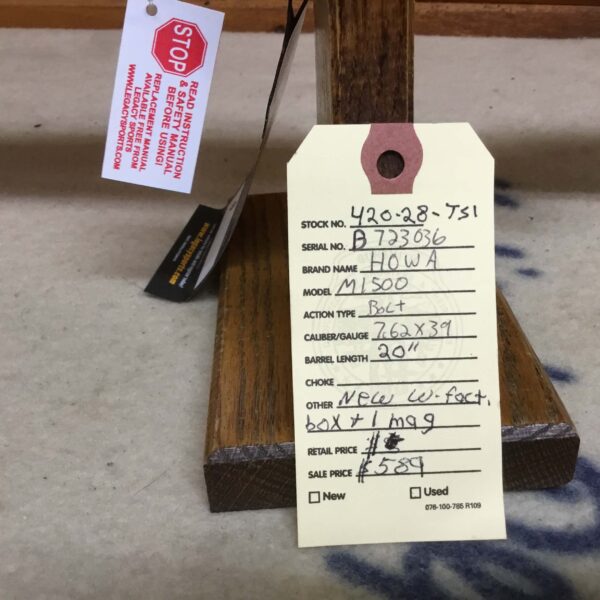 STOP
READ INSTRUCTION
& SAFETY MANUAL
BEFORE USING!
REPLACEMENT MANUAL
AVAILABLE FREE FROM
LEGACY SPORTS
WWW.LEGACYSPORTS.COM
www.legacysports.com
STOCK NO. 420-28-TS1
SERIAL NO. B723036
BRAND NAME HOWA
MODEL M1500
ACTION TYPE Bolt
CALIBER/GAUGE 7.62X39
BARREL LENGTH 20"
CHOKE
OTHER New w-fact.
box + 1 mag
RETAIL PRICE
SALE PRICE $589
New Used
076-100-785 R109